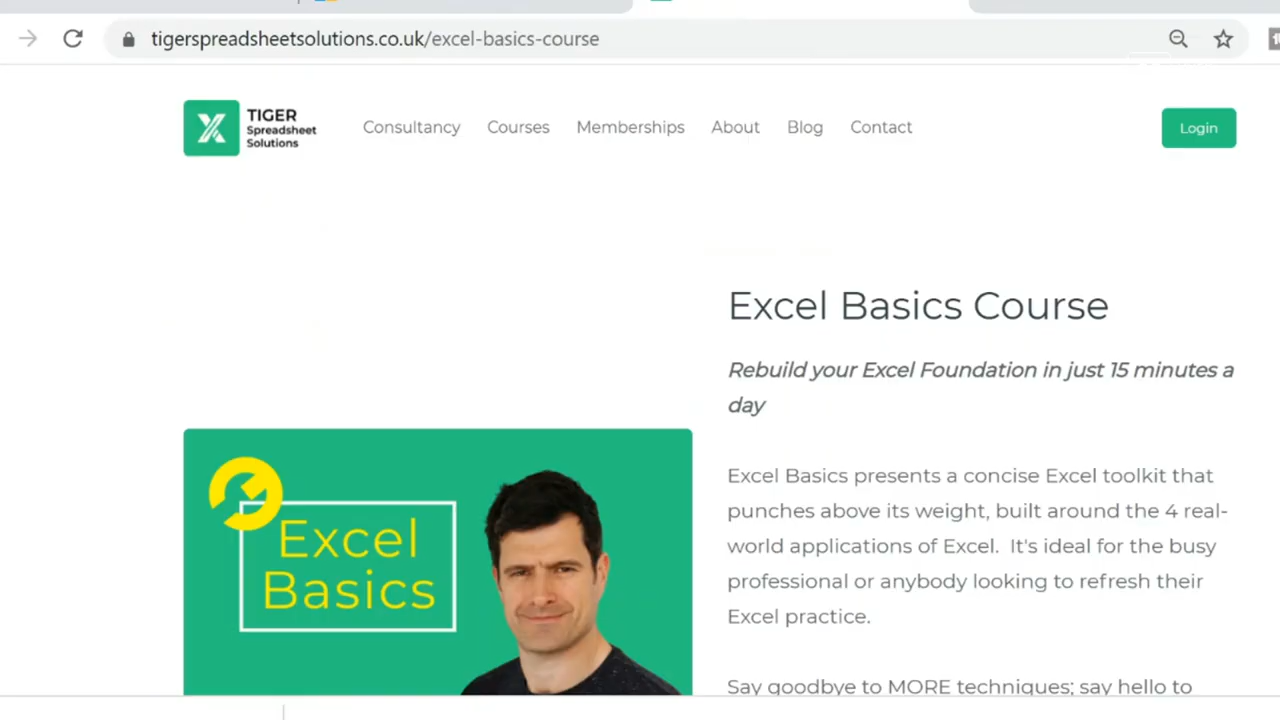 tigerspreadsheetsolutions.co.uk/excel-basics-course
TIGER
Spreadsheet
Solutions
Consultancy
Courses
Memberships
About
Blog
Contact
Login
Excel Basics Course
Rebuild your Excel Foundation in just 15 minutes a
day
Excel Basics presents a concise Excel toolkit that
punches above its weight, built around the 4 real-
world applications of Excel. It's ideal for the busy
professional or anybody looking to refresh their
Excel practice.
Say goodbye to MORE techniques; say hello to
Excel
Basics